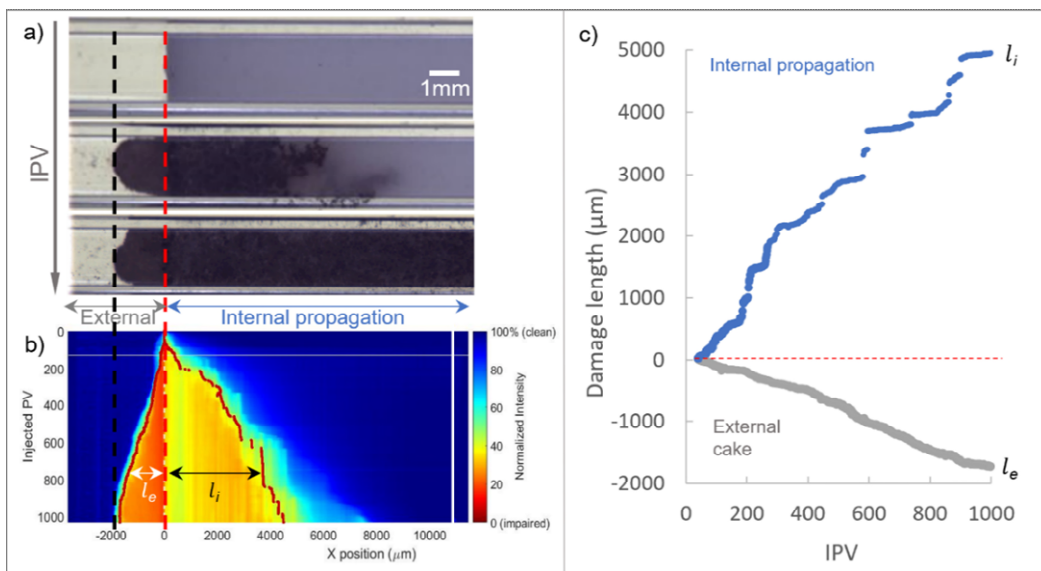 a)
1mm
IPV
External
Internal propagation
b)
0
200
400
600
800
1000
Injected PV
-2000
0
2000
4000
6000
8000
10000
X position (μm)
l_e
l_i
100% (clean)
80
60
40
20
0 (impaired)
Normalized Intensity
c)
5000
4000
3000
2000
1000
0
-1000
-2000
Damage length (μm)
Internal propagation
l_i
External
cake
l_e
0
200
400
600
800
1000
IPV